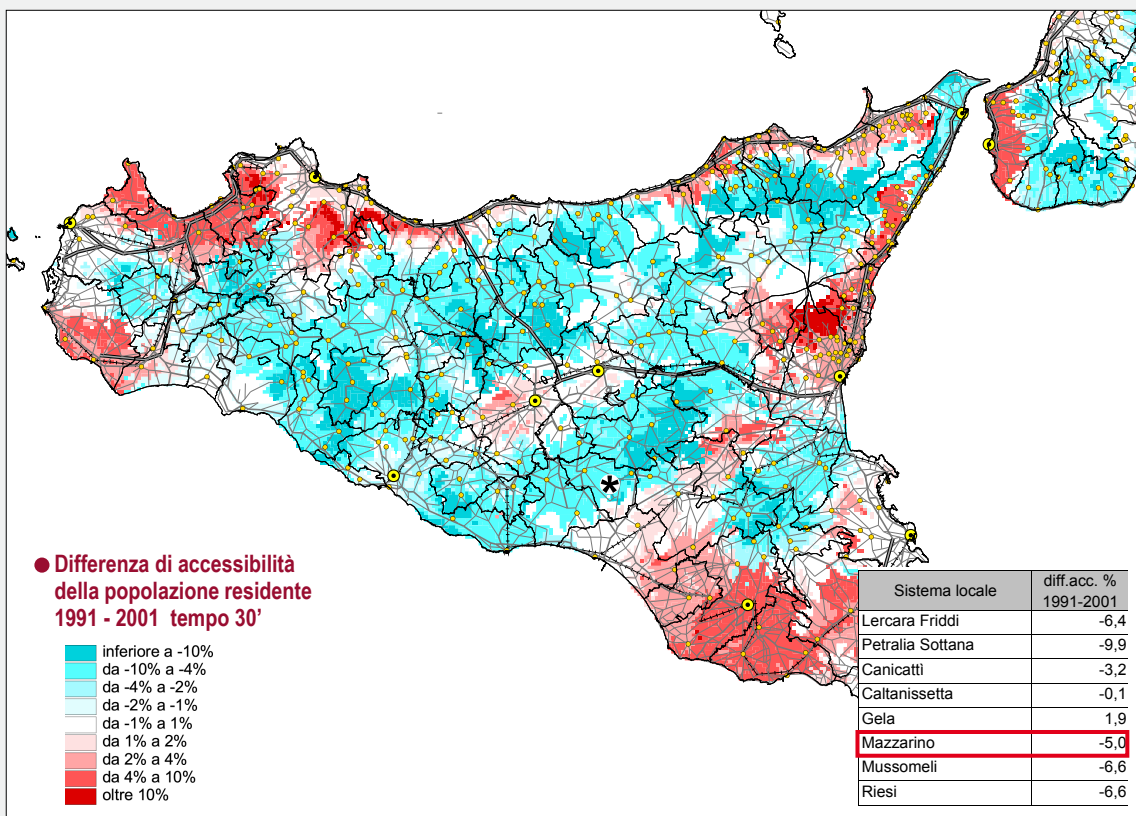 *
● Differenza di accessibilità
della popolazione residente
1991 - 2001 tempo 30’
inferiore a -10%
da -10% a -4%
da -4% a -2%
da -2% a -1%
da -1% a 1%
da 1% a 2%
da 2% a 4%
da 4% a 10%
oltre 10%
Sistema locale diff.acc. %
1991-2001
Lercara Friddi -6,4
Petralia Sottana -9,9
Canicattì -3,2
Caltanissetta -0,1
Gela 1,9
Mazzarino -5,0
Mussomeli -6,6
Riesi -6,6